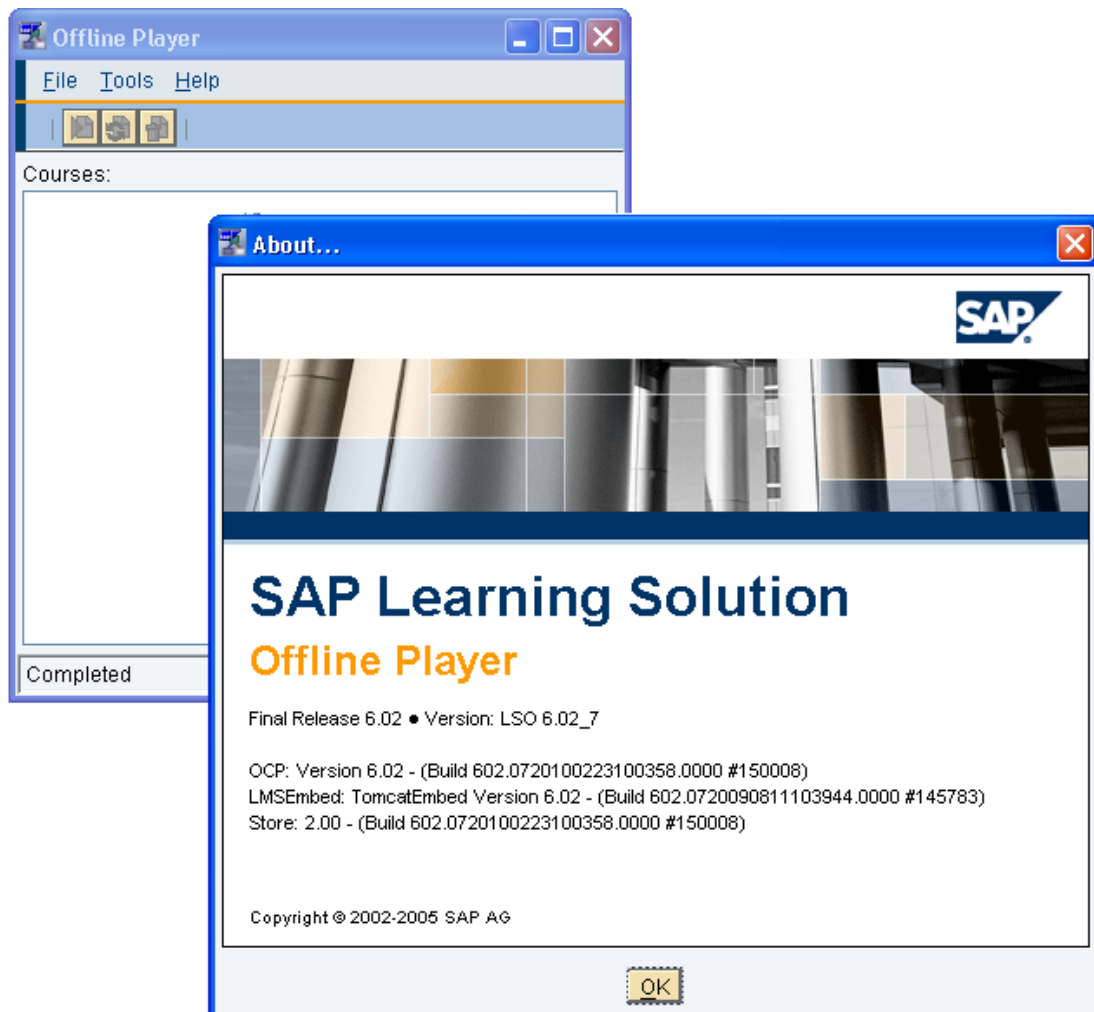 Offline Player
File Tools Help
Courses:
Completed
About...
SAP
SAP Learning Solution
Offline Player
Final Release 6.02 ● Version: LSO 6.02_7
OCP: Version 6.02 - (Build 602.0720100223100358.0000 #150008)
LMSEmbed: TomcatEmbed Version 6.02 - (Build 602.0720090811103944.0000 #145783)
Store: 2.00 - (Build 602.0720100223100358.0000 #150008)
Copyright © 2002-2005 SAP AG
OK